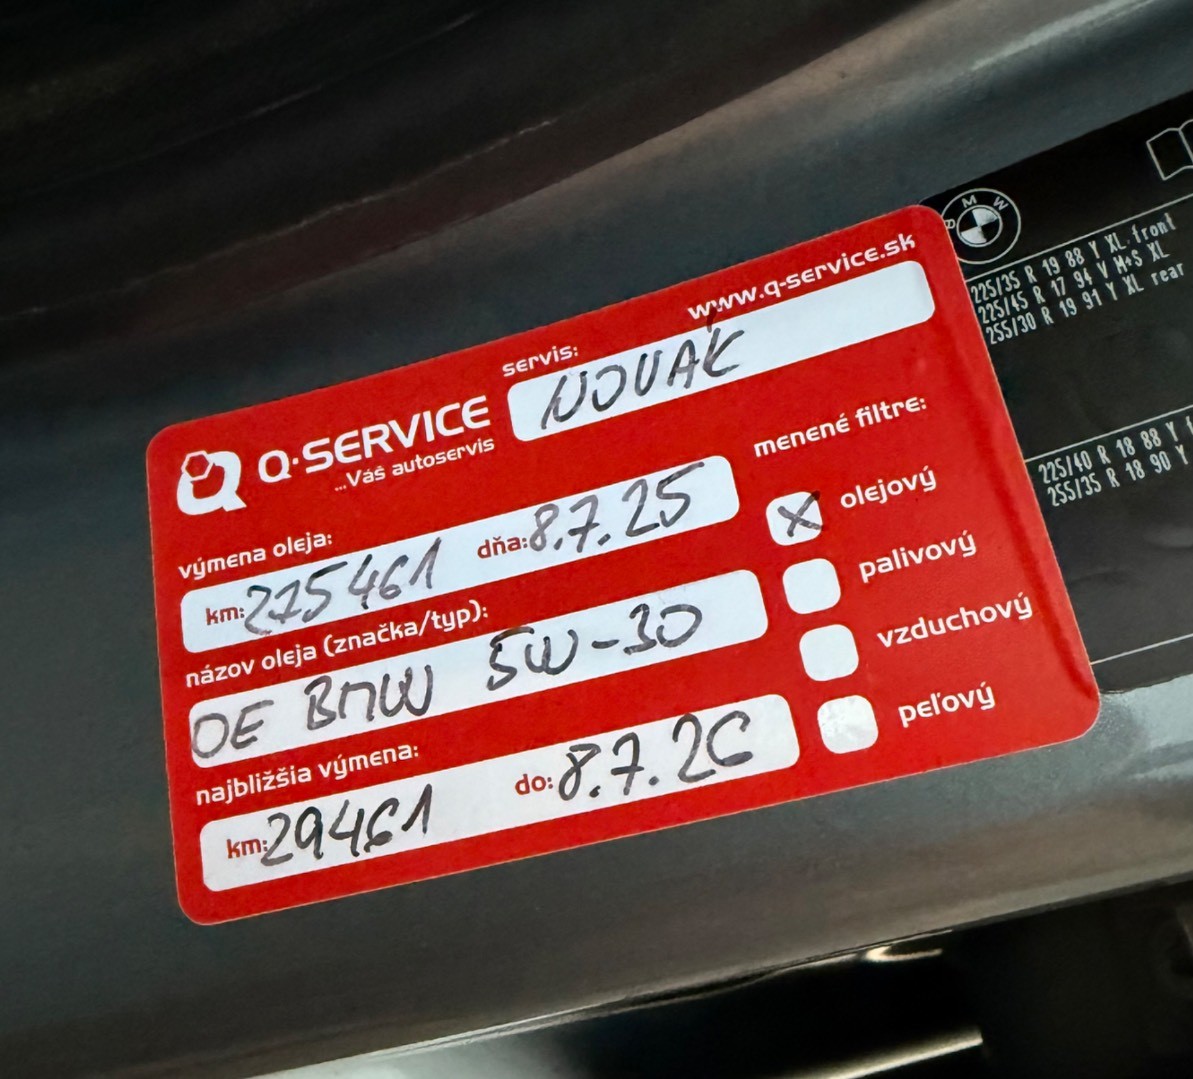 www.q-service.sk
servis: NOVÁK
Q·SERVICE
...Váš autoservis
výmena oleja:
km: 275461 dňa: 8.7.25
názov oleja (značka/typ):
OE BMW 5W-30
najbližšia výmena:
km: 29461 do: 8.7.26
menené filtre:
X olejový
palivový
vzduchový
peľový
BMW
225/35 R 19 88 Y XL front
225/45 R 17 94 V M+S XL
255/30 R 19 91 Y XL rear
225/40 R 18 88 Y
255/35 R 18 90 Y